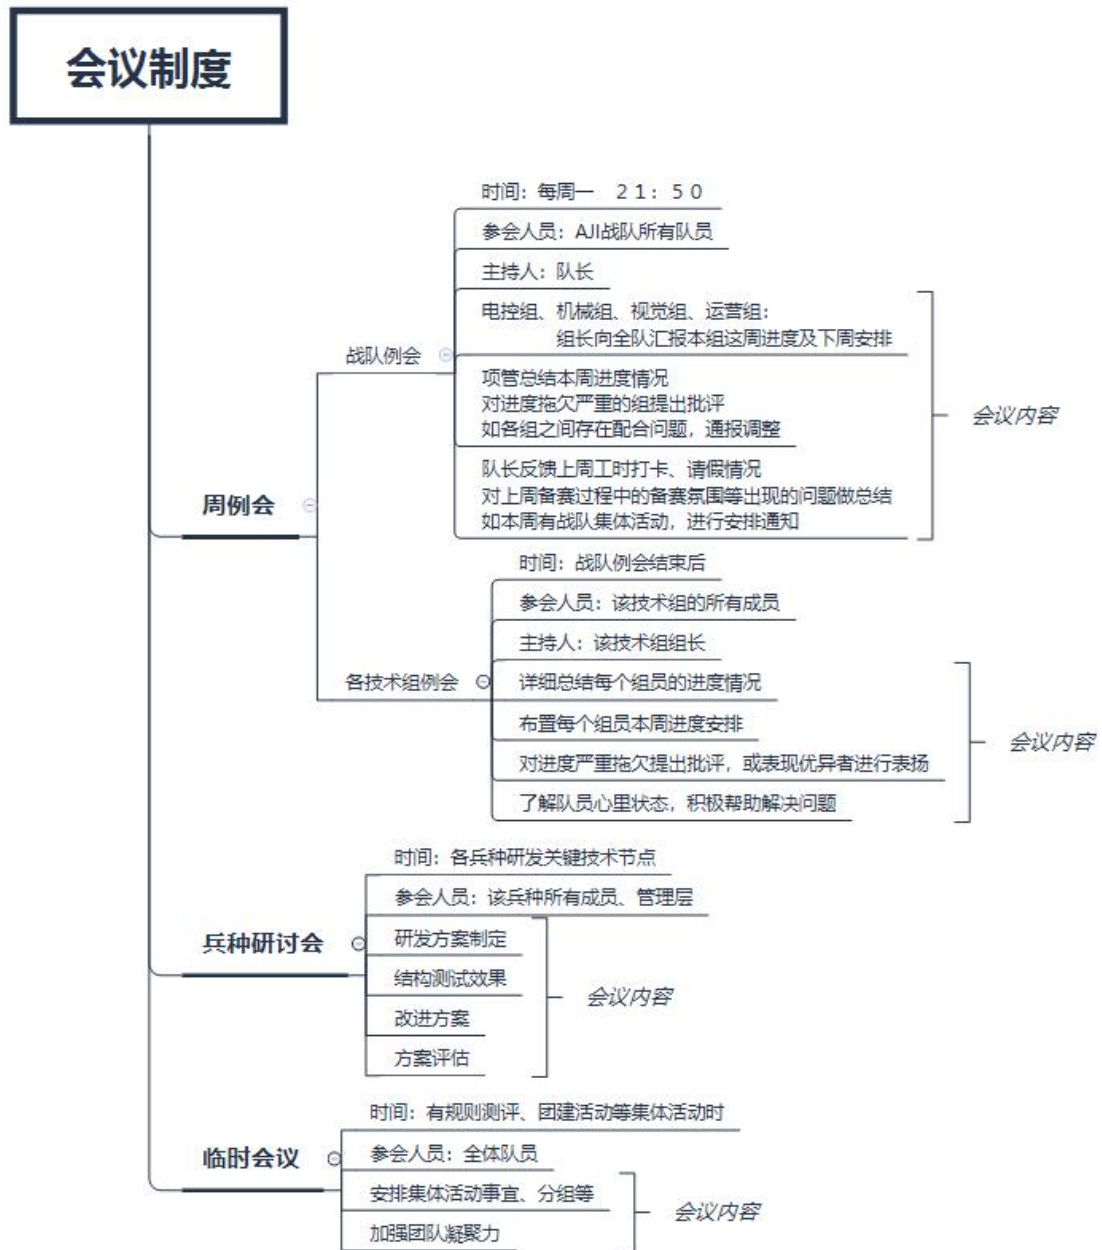 会议制度
周例会
战队例会
时间：每周一　２１：５０
参会人员：AJI战队所有队员
主持人：队长
电控组、机械组、视觉组、运营组：
组长向全队汇报本组这周进度及下周安排
项管总结本周进度情况
对进度拖欠严重的组提出批评
如各组之间存在配合问题，通报调整
队长反馈上周工时打卡、请假情况
对上周备赛过程中的备赛氛围等出现的问题做总结
如本周有战队集体活动，进行安排通知
会议内容
各技术组例会
时间：战队例会结束后
参会人员：该技术组的所有成员
主持人：该技术组组长
详细总结每个组员的进度情况
布置每个组员本周进度安排
对进度严重拖欠提出批评，或表现优异者进行表扬
了解队员心里状态，积极帮助解决问题
会议内容
兵种研讨会
时间：各兵种研发关键技术节点
参会人员：该兵种所有成员、管理层
研发方案制定
结构测试效果
改进方案
方案评估
会议内容
临时会议
时间：有规则测评、团建活动等集体活动时
参会人员：全体队员
安排集体活动事宜、分组等
加强团队凝聚力
会议内容